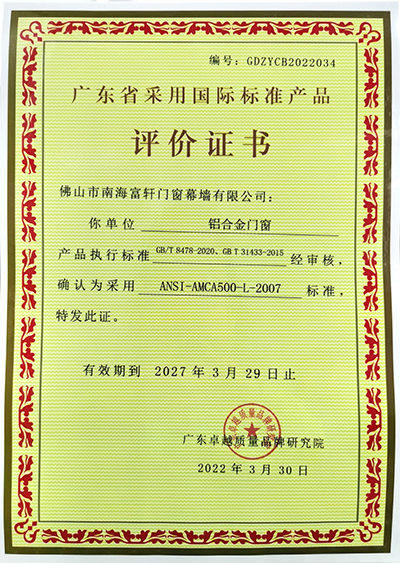 编号：GDZYCB2022034
广东省采用国际标准产品
评价证书
佛山市南海富轩门窗幕墙有限公司：
你单位 铝合金门窗
产品执行标准 GB/T 8478-2020、GB T 31433-2015 经审核，
确认为采用 ANSI-AMCA500-L-2007 标准，
特发此证。
有效期到 2027 年 3 月 29 日止
广东卓越质量品牌研究院
2022 年 3 月 30 日